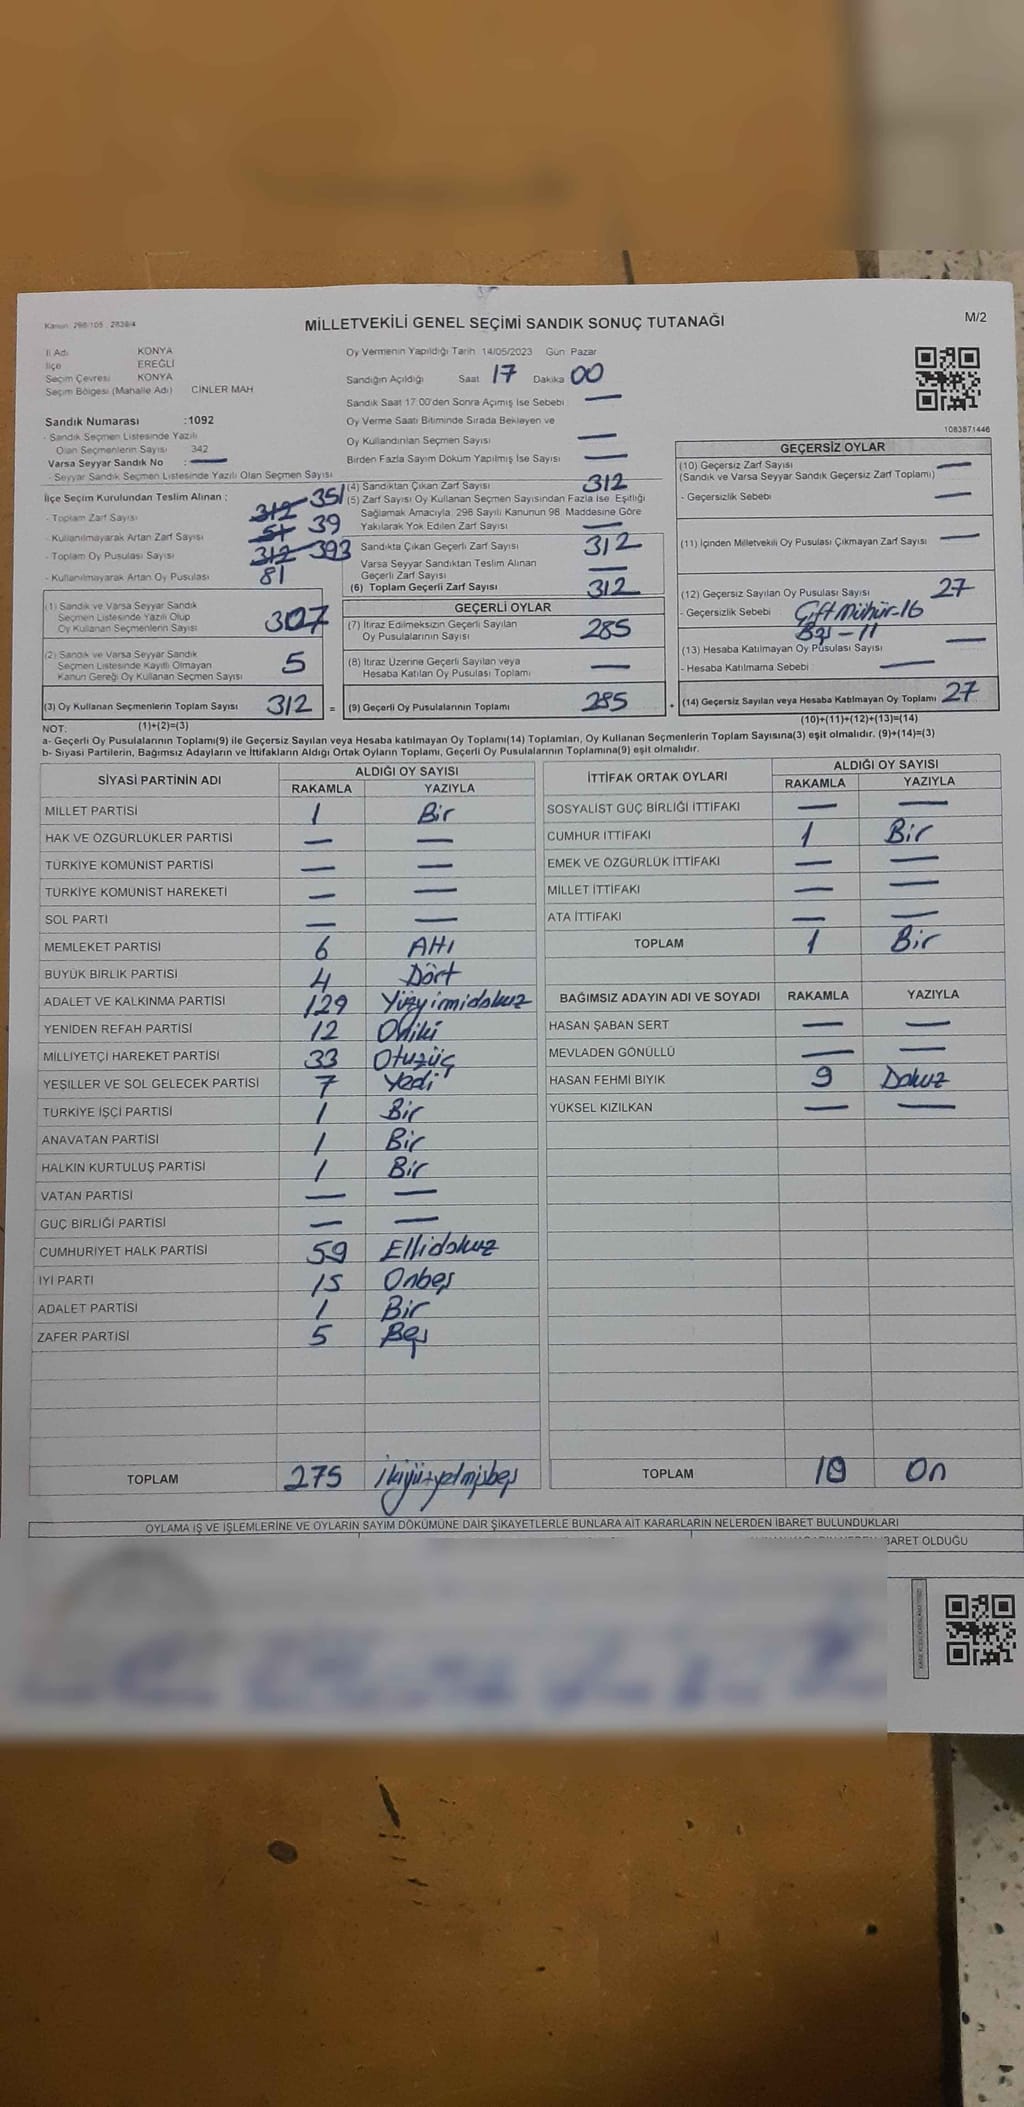 Kanun: 298/105 , 2839/4
MİLLETVEKİLİ GENEL SEÇİMİ SANDIK SONUÇ TUTANAĞI
M/2
İl Adı KONYA
İlçe EREĞLİ
Seçim Çevresi KONYA
Seçim Bölgesi (Mahalle Adı) CİNLER MAH
Sandık Numarası :1092
- Sandık Seçmen Listesinde Yazılı
Olan Seçmenlerin Sayısı 342
Varsa Seyyar Sandık No : —
- Seyyar Sandık Seçmen Listesinde Yazılı Olan Seçmen Sayısı
İlçe Seçim Kurulundan Teslim Alınan :
- Toplam Zarf Sayısı 312 351
- Kullanılmayarak Artan Zarf Sayısı 51 39
- Toplam Oy Pusulası Sayısı 312 393
- Kullanılmayarak Artan Oy Pusulası 81
(1) Sandık ve Varsa Seyyar Sandık
Seçmen Listesinde Yazılı Olup
Oy Kullanan Seçmenlerin Sayısı 307
(2) Sandık ve Varsa Seyyar Sandık
Seçmen Listesinde Kayıtlı Olmayan
Kanun Gereği Oy Kullanan Seçmen Sayısı 5
(3) Oy Kullanan Seçmenlerin Toplam Sayısı 312 =
Oy Vermenin Yapıldığı Tarih 14/05/2023 Gün Pazar
Sandığın Açıldığı Saat 17 Dakika 00
Sandık Saat 17:00'den Sonra Açımış İse Sebebi —
Oy Verme Saati Bitiminde Sırada Bekleyen ve
Oy Kullandırılan Seçmen Sayısı —
Birden Fazla Sayım Döküm Yapılmış İse Sayısı —
(4) Sandıktan Çıkan Zarf Sayısı 312
(5) Zarf Sayısı Oy Kullanan Seçmen Sayısından Fazla İse, Eşitliği
Sağlamak Amacıyla, 298 Sayılı Kanunun 98. Maddesine Göre
Yakılarak Yok Edilen Zarf Sayısı —
Sandıkta Çıkan Geçerli Zarf Sayısı 312
Varsa Seyyar Sandıktan Teslim Alınan
Geçerli Zarf Sayısı —
(6) Toplam Geçerli Zarf Sayısı 312
GEÇERLİ OYLAR
(7) İtiraz Edilmeksizin Geçerli Sayılan
Oy Pusulalarının Sayısı 285
(8) İtiraz Üzerine Geçerli Sayılan veya
Hesaba Katılan Oy Pusulası Toplamı —
(9) Geçerli Oy Pusulalarının Toplamı 285
1083871446
GEÇERSİZ OYLAR
(10) Geçersiz Zarf Sayısı —
(Sandık ve Varsa Seyyar Sandık Geçersiz Zarf Toplamı)
- Geçersizlik Sebebi —
(11) İçinden Milletvekili Oy Pusulası Çıkmayan Zarf Sayısı —
(12) Geçersiz Sayılan Oy Pusulası Sayısı 27
- Geçersizlik Sebebi : Çift Mühür-16
Boş-11
(13) Hesaba Katılmayan Oy Pusulası Sayısı —
- Hesaba Katılmama Sebebi —
(14) Geçersiz Sayılan veya Hesaba Katılmayan Oy Toplamı 27
NOT: (1)+(2)=(3) (10)+(11)+(12)+(13)=(14)
a- Geçerli Oy Pusulalarının Toplamı(9) ile Geçersiz Sayılan veya Hesaba katılmayan Oy Toplamı(14) Toplamları, Oy Kullanan Seçmenlerin Toplam Sayısına(3) eşit olmalıdır. (9)+(14)=(3)
b- Siyasi Partilerin, Bağımsız Adayların ve İttifakların Aldığı Ortak Oyların Toplamı, Geçerli Oy Pusulalarının Toplamına(9) eşit olmalıdır.
SİYASİ PARTİNİN ADI ALDIĞI OY SAYISI
RAKAMLA YAZIYLA
MİLLET PARTİSİ 1 Bir
HAK VE ÖZGÜRLÜKLER PARTİSİ — —
TÜRKİYE KOMÜNİST PARTİSİ — —
TÜRKİYE KOMÜNİST HAREKETİ — —
SOL PARTİ — —
MEMLEKET PARTİSİ 6 Altı
BÜYÜK BİRLİK PARTİSİ 4 Dört
ADALET VE KALKINMA PARTİSİ 129 Yüzyirmidokuz
YENİDEN REFAH PARTİSİ 12 Oniki
MİLLİYETÇİ HAREKET PARTİSİ 33 Otuzüç
YEŞİLLER VE SOL GELECEK PARTİSİ 7 Yedi
TÜRKİYE İŞÇİ PARTİSİ 1 Bir
ANAVATAN PARTİSİ 1 Bir
HALKIN KURTULUŞ PARTİSİ 1 Bir
VATAN PARTİSİ — —
GÜÇ BİRLİĞİ PARTİSİ — —
CUMHURİYET HALK PARTİSİ 59 Ellidokuz
İYİ PARTİ 15 Onbeş
ADALET PARTİSİ 1 Bir
ZAFER PARTİSİ 5 Beş
TOPLAM 275 İkiyüzyetmişbeş
İTTİFAK ORTAK OYLARI ALDIĞI OY SAYISI
RAKAMLA YAZIYLA
SOSYALİST GÜÇ BİRLİĞİ İTTİFAKI — —
CUMHUR İTTİFAKI 1 Bir
EMEK VE ÖZGÜRLÜK İTTİFAKI — —
MİLLET İTTİFAKI — —
ATA İTTİFAKI — —
TOPLAM 1 Bir
BAĞIMSIZ ADAYIN ADI VE SOYADI RAKAMLA YAZIYLA
HASAN ŞABAN SERT — —
MEVLADEN GÖNÜLLÜ — —
HASAN FEHMİ BIYIK 9 Dokuz
YÜKSEL KIZILKAN — —
TOPLAM 10 On
OYLAMA İŞ VE İŞLEMLERİNE VE OYLARIN SAYIM DÖKÜMÜNE DAİR ŞİKAYETLERLE BUNLARA AİT KARARLARIN NELERDEN İBARET BULUNDUKLARI
İBARET OLDUĞU